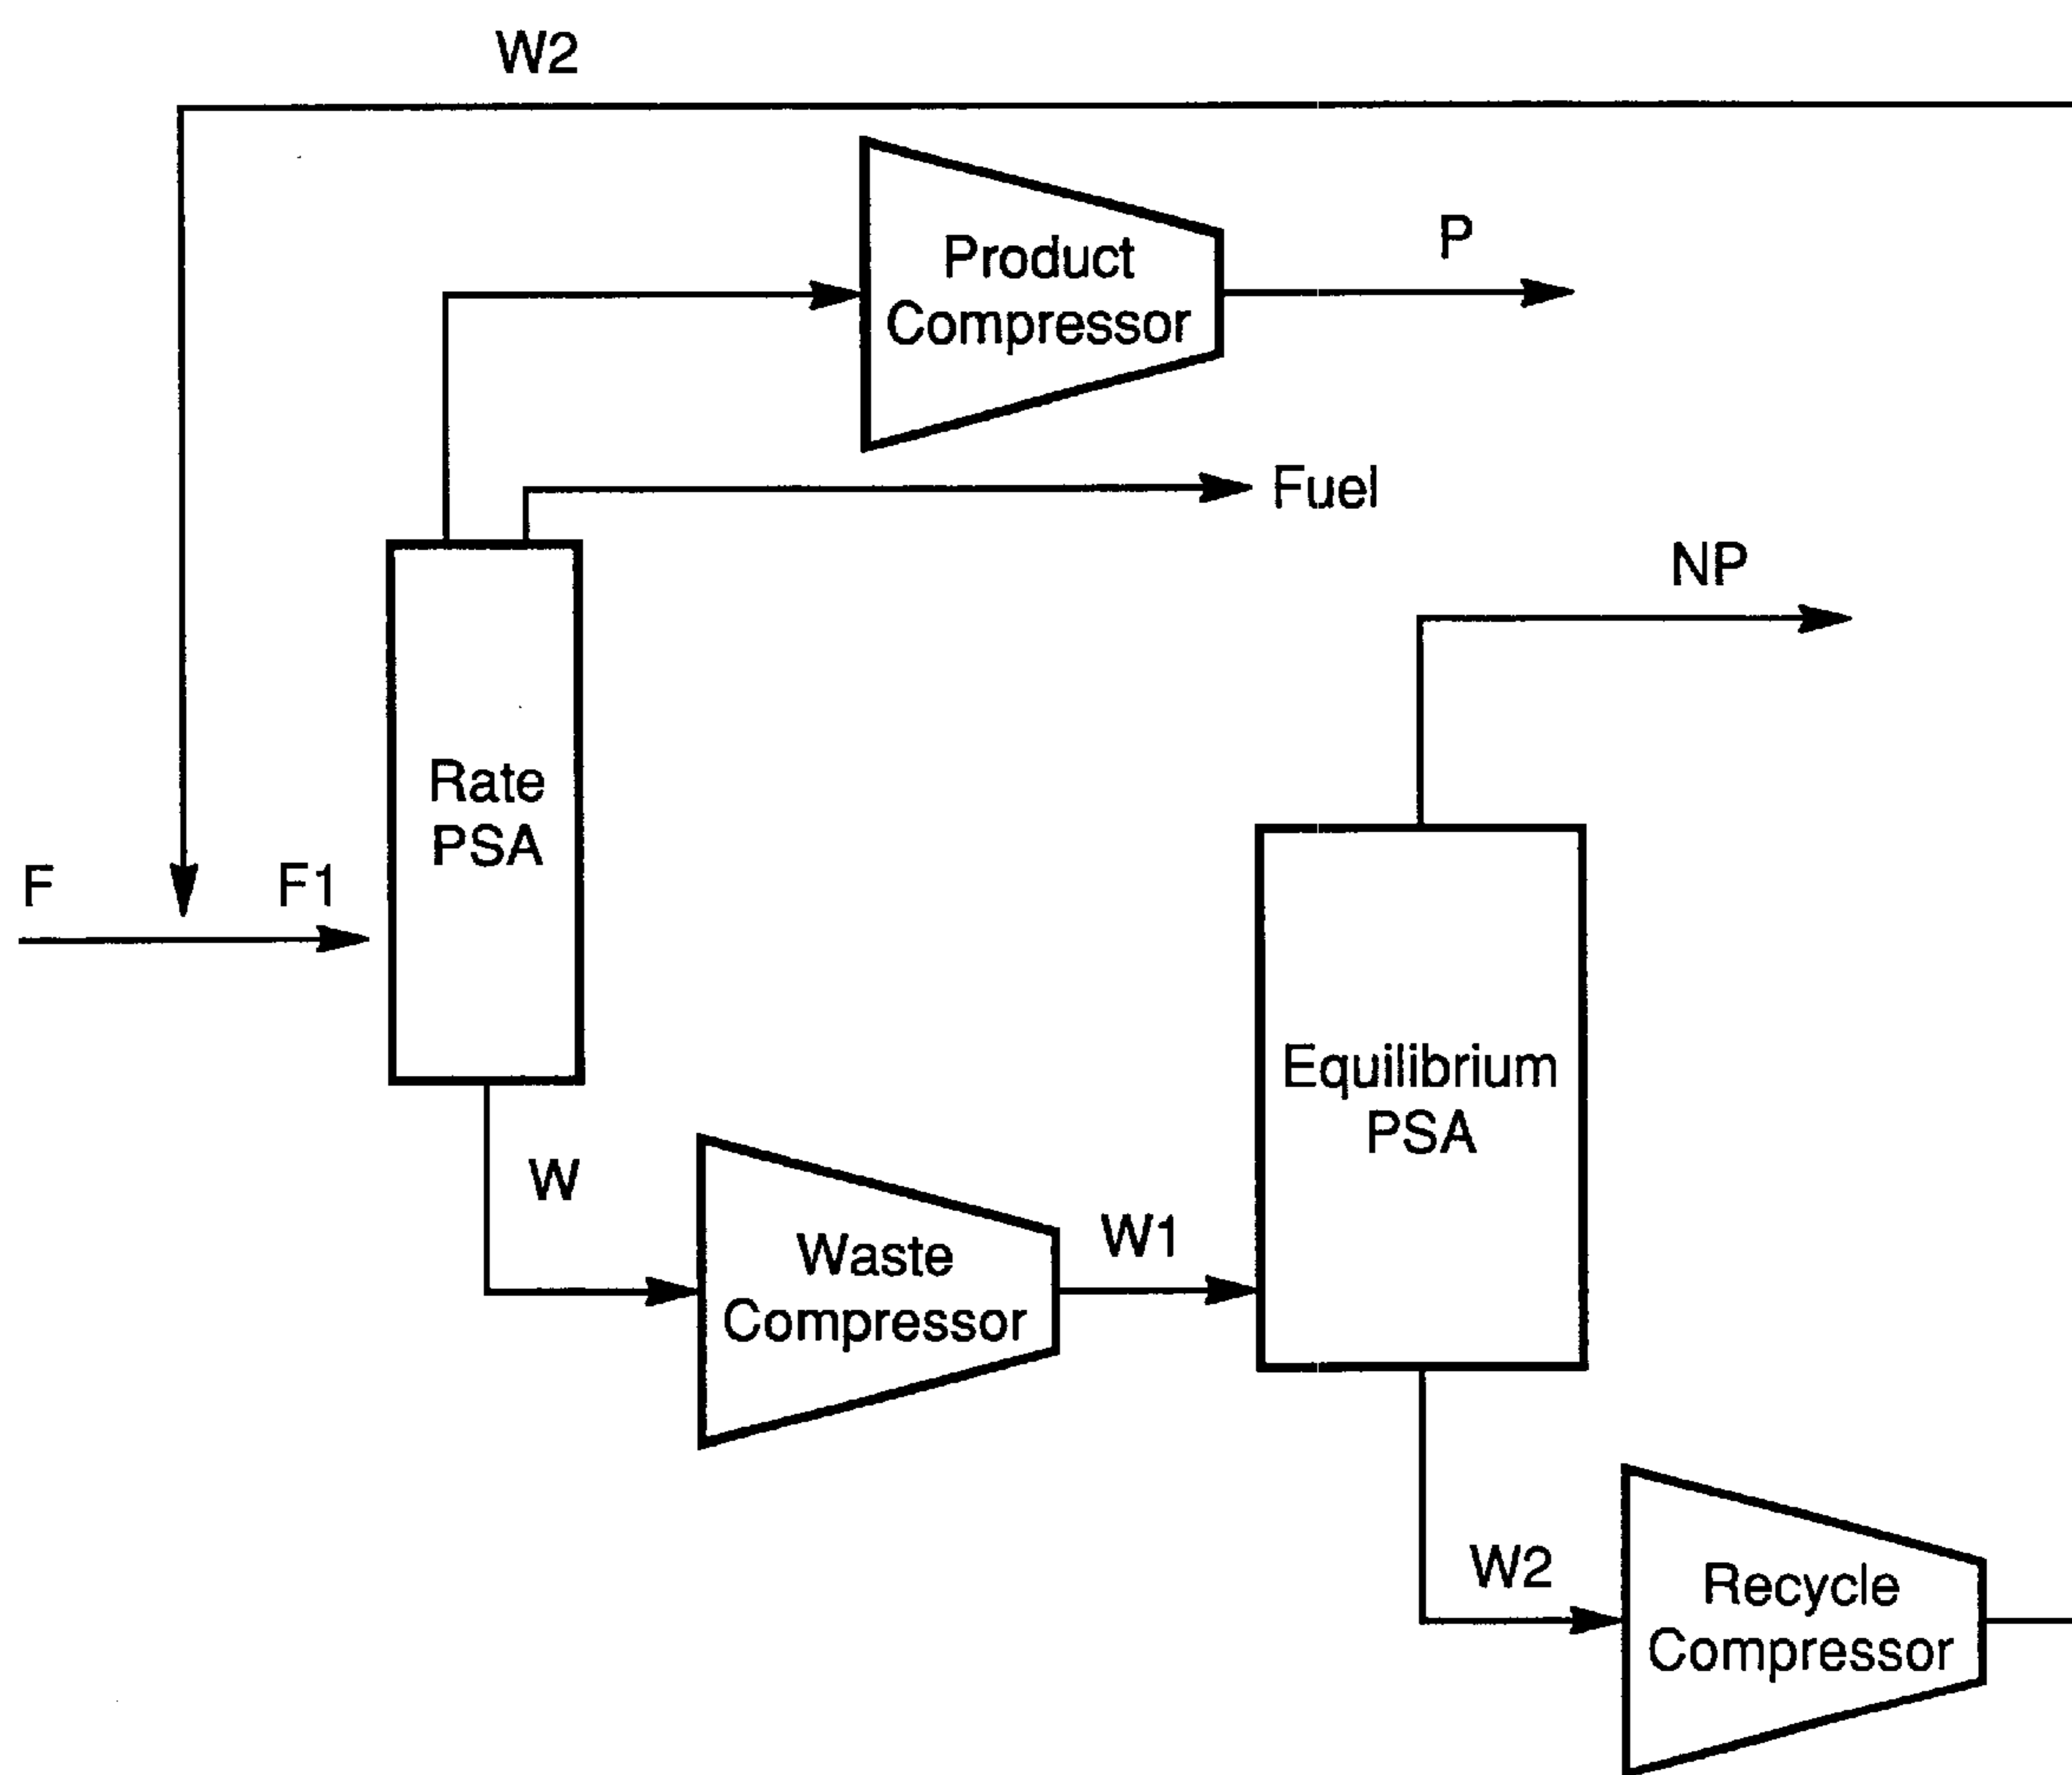 W2
Product
Compressor
P
Fuel
NP
Rate
PSA
F
F1
Equilibrium
PSA
W
Waste
Compressor
W1
W2
Recycle
Compressor